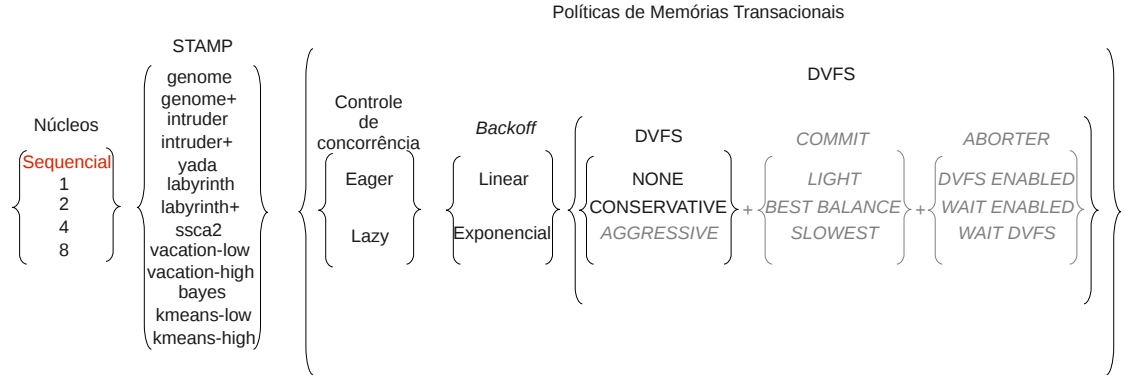 Políticas de Memórias Transacionais
STAMP
DVFS
Núcleos
Sequencial
1
2
4
8
genome
genome+
intruder
intruder+
yada
labyrinth
labyrinth+
ssca2
vacation-low
vacation-high
bayes
kmeans-low
kmeans-high
Controle
de
concorrência
Eager
Lazy
Backoff
Linear
Exponencial
DVFS
NONE
CONSERVATIVE
AGGRESSIVE
+
COMMIT
LIGHT
BEST BALANCE
SLOWEST
+
ABORTER
DVFS ENABLED
WAIT ENABLED
WAIT DVFS